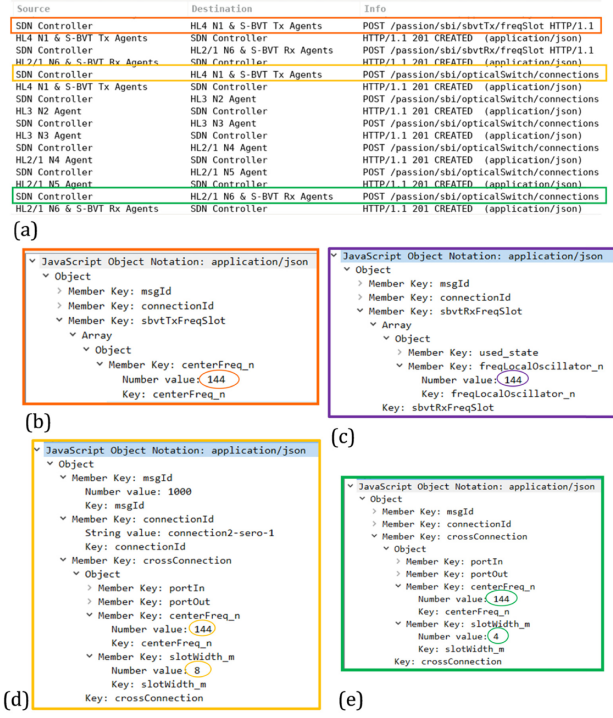 Source Destination Info
SDN Controller HL4 N1 & S-BVT Tx Agents POST /passion/sbi/sbvtTx/freqSlot HTTP/1.1
HL4 N1 & S-BVT Tx Agents SDN Controller HTTP/1.1 201 CREATED (application/json)
SDN Controller HL2/1 N6 & S-BVT Rx Agents POST /passion/sbi/sbvtRx/freqSlot HTTP/1.1
HL2/1 N6 & S-BVT Rx Agents SDN Controller HTTP/1.1 201 CREATED (application/json)
SDN Controller HL4 N1 & S-BVT Tx Agents POST /passion/sbi/opticalSwitch/connections
HL4 N1 & S-BVT Tx Agents SDN Controller HTTP/1.1 201 CREATED (application/json)
SDN Controller HL3 N2 Agent POST /passion/sbi/opticalSwitch/connections
HL3 N2 Agent SDN Controller HTTP/1.1 201 CREATED (application/json)
SDN Controller HL3 N3 Agent POST /passion/sbi/opticalSwitch/connections
HL3 N3 Agent SDN Controller HTTP/1.1 201 CREATED (application/json)
SDN Controller HL2/1 N4 Agent POST /passion/sbi/opticalSwitch/connections
HL2/1 N4 Agent SDN Controller HTTP/1.1 201 CREATED (application/json)
SDN Controller HL2/1 N5 Agent POST /passion/sbi/opticalSwitch/connections
HL2/1 N5 Agent SDN Controller HTTP/1.1 201 CREATED (application/json)
SDN Controller HL2/1 N6 & S-BVT Rx Agents POST /passion/sbi/opticalSwitch/connections
HL2/1 N6 & S-BVT Rx Agents SDN Controller HTTP/1.1 201 CREATED (application/json)
(a)
JavaScript Object Notation: application/json
Object
Member Key: msgId
Member Key: connectionId
Member Key: sbvtTxFreqSlot
Array
Object
Member Key: centerFreq_n
Number value: 144
Key: centerFreq_n
(b)
JavaScript Object Notation: application/json
Object
Member Key: msgId
Member Key: connectionId
Member Key: sbvtRxFreqSlot
Array
Object
Member Key: used_state
Member Key: freqLocalOscillator_n
Number value: 144
Key: freqLocalOscillator_n
Key: sbvtRxFreqSlot
(c)
JavaScript Object Notation: application/json
Object
Member Key: msgId
Number value: 1000
Key: msgId
Member Key: connectionId
String value: connection2-sero-1
Key: connectionId
Member Key: crossConnection
Object
Member Key: portIn
Member Key: portOut
Member Key: centerFreq_n
Number value: 144
Key: centerFreq_n
Member Key: slotWidth_m
Number value: 8
Key: slotWidth_m
Key: crossConnection
(d)
JavaScript Object Notation: application/json
Object
Member Key: msgId
Member Key: connectionId
Member Key: crossConnection
Object
Member Key: portIn
Member Key: portOut
Member Key: centerFreq_n
Number value: 144
Key: centerFreq_n
Member Key: slotWidth_m
Number value: 4
Key: slotWidth_m
Key: crossConnection
(e)